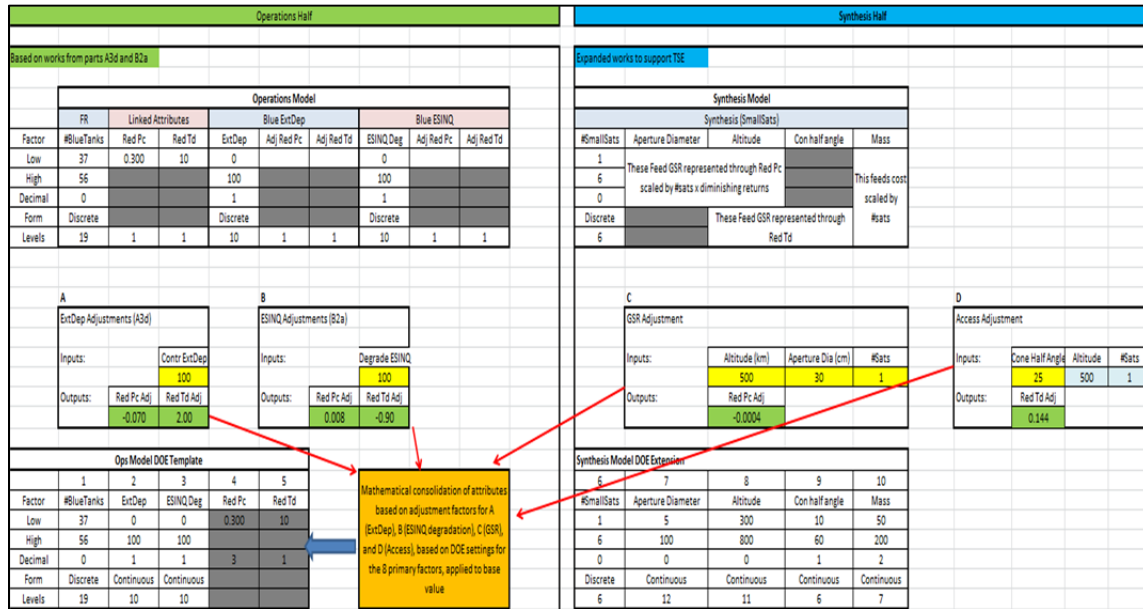 Operations Half
Synthesis Half
Based on works from parts A3d and B2a
Expanded works to support TSE
Operations Model
FR Linked Attributes Blue ExtDep Blue ESINQ
Factor #BlueTanks Red Pc Red Td ExtDep Adj Red Pc Adj Red Td ESINQ Deg Adj Red Pc Adj Red Td
Low 37 0.300 10 0 0
High 56 100 100
Decimal 0 1 1
Form Discrete Discrete Discrete
Levels 19 1 1 10 1 1 10 1 1
Synthesis Model
Synthesis (SmallSats)
#SmallSats Aperture Diameter Altitude Con half angle Mass
1
6
0
Discrete
6
These Feed GSR represented through Red Pc
scaled by #sats x diminishing returns
These Feed GSR represented through
Red Td
This feeds cost
scaled by
#sats
A
ExtDep Adjustments (A3d)
Inputs: Contr ExtDep
100
Outputs: Red Pc Adj Red Td Adj
-0.070 2.00
B
ESINQ Adjustments (B2a)
Inputs: Degrade ESINQ
100
Outputs: Red Pc Adj Red Td Adj
0.008 -0.90
C
GSR Adjustment
Inputs: Altitude (km) Aperture Dia (cm) #Sats
500 30 1
Outputs: Red Pc Adj
-0.0004
D
Access Adjustment
Inputs: Cone Half Angle Altitude #Sats
25 500 1
Outputs: Red Td Adj
0.144
Ops Model DOE Template
1 2 3 4 5
Factor #BlueTanks ExtDep ESINQ Deg Red Pc Red Td
Low 37 0 0 0.300 10
High 56 100 100
Decimal 0 1 1 3 1
Form Discrete Continuous Continuous
Levels 19 10 10
Mathematical consolidation of attributes
based on adjustment factors for A
(ExtDep), B (ESINQ degradation), C (GSR),
and D (Access), based on DOE settings for
the 8 primary factors, applied to base
value
Synthesis Model DOE Extension
6 7 8 9 10
#SmallSats Aperture Diameter Altitude Con half angle Mass
1 5 300 10 50
6 100 800 60 200
0 0 0 1 2
Discrete Continuous Continuous Continuous Continuous
6 12 11 6 7